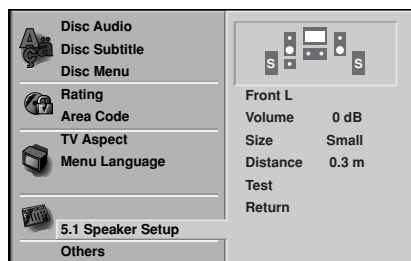 Disc Audio
Disc Subtitle
Disc Menu
Rating
Area Code
TV Aspect
Menu Language
5.1 Speaker Setup
Others
S S
Front L
Volume 0 dB
Size Small
Distance 0.3 m
Test
Return